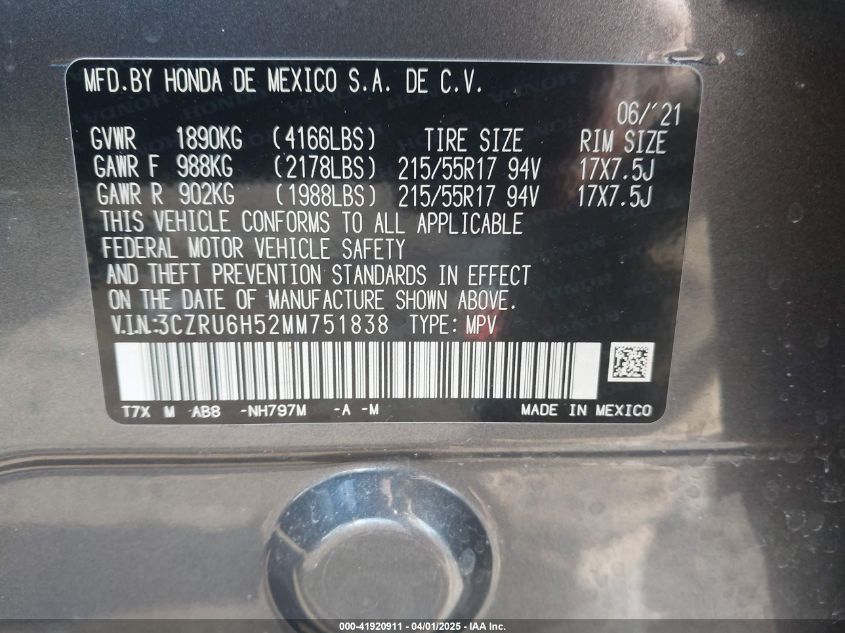 MFD.BY HONDA DE MEXICO S.A. DE C.V.
06/'21
GVWR 1890KG (4166LBS) TIRE SIZE RIM SIZE
GAWR F 988KG (2178LBS) 215/55R17 94V 17X7.5J
GAWR R 902KG (1988LBS) 215/55R17 94V 17X7.5J
THIS VEHICLE CONFORMS TO ALL APPLICABLE
FEDERAL MOTOR VEHICLE SAFETY
AND THEFT PREVENTION STANDARDS IN EFFECT
ON THE DATE OF MANUFACTURE SHOWN ABOVE.
V.I.N.:3CZRU6H52MM751838 TYPE: MPV
T7X M AB8 -NH797M -A -M MADE IN MEXICO
000-41920911 - 04/01/2025 - IAA Inc.